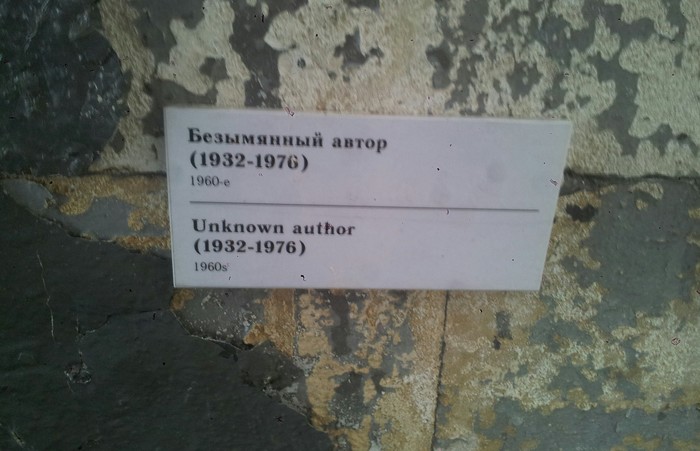 Безымянный автор
(1932-1976)
1960-е
Unknown author
(1932-1976)
1960s